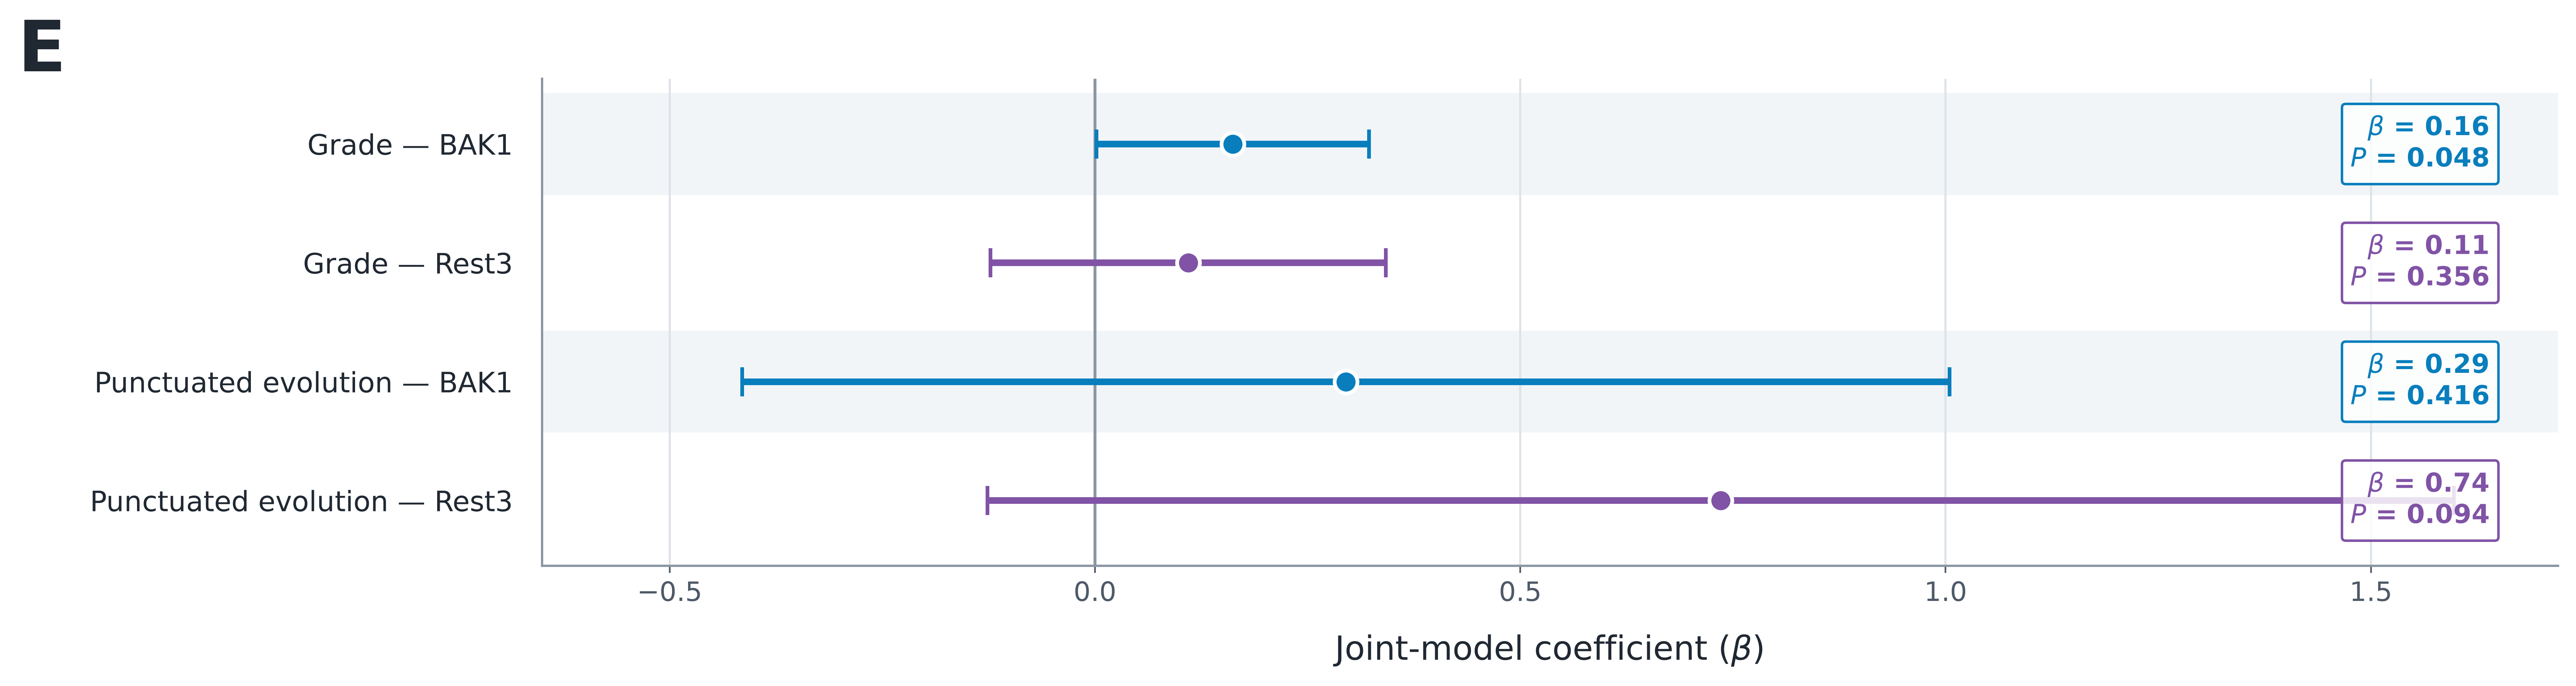 E
Grade — BAK1
β = 0.16
P = 0.048
Grade — Rest3
β = 0.11
P = 0.356
Punctuated evolution — BAK1
β = 0.29
P = 0.416
Punctuated evolution — Rest3
β = 0.74
P = 0.094
−0.5 0.0 0.5 1.0 1.5
Joint-model coefficient (β)